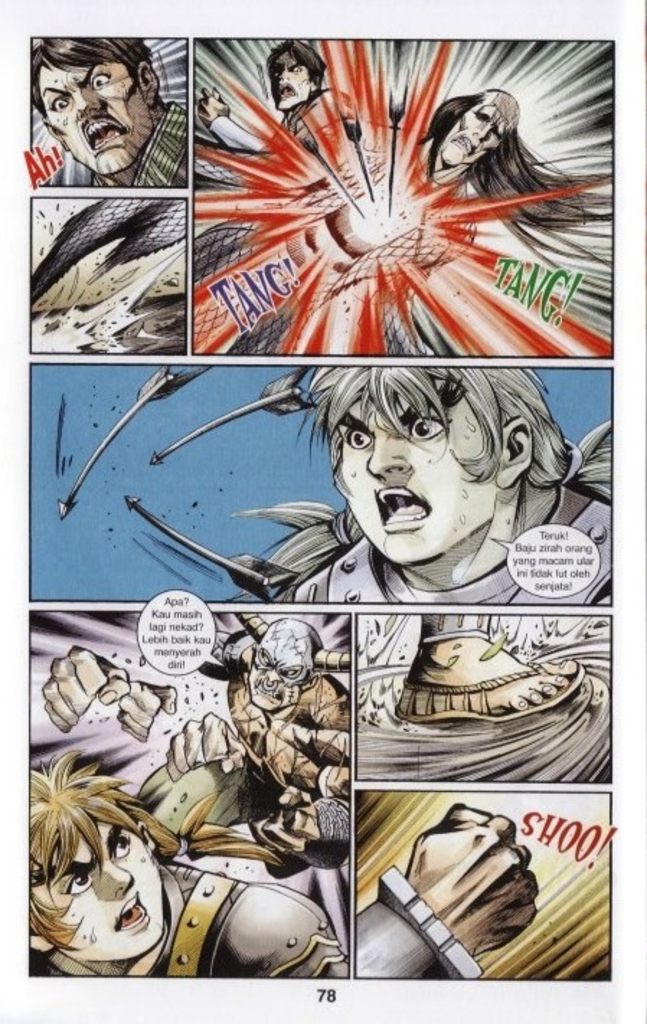 Ah!
TANG!
TANG!
Teruk!
Baju zirah orang
yang macam ular
ini tidak lut oleh
senjata!
Apa?
Kau masih
lagi nekad?
Lebih baik kau
menyerah
diri!
SHOO!
78